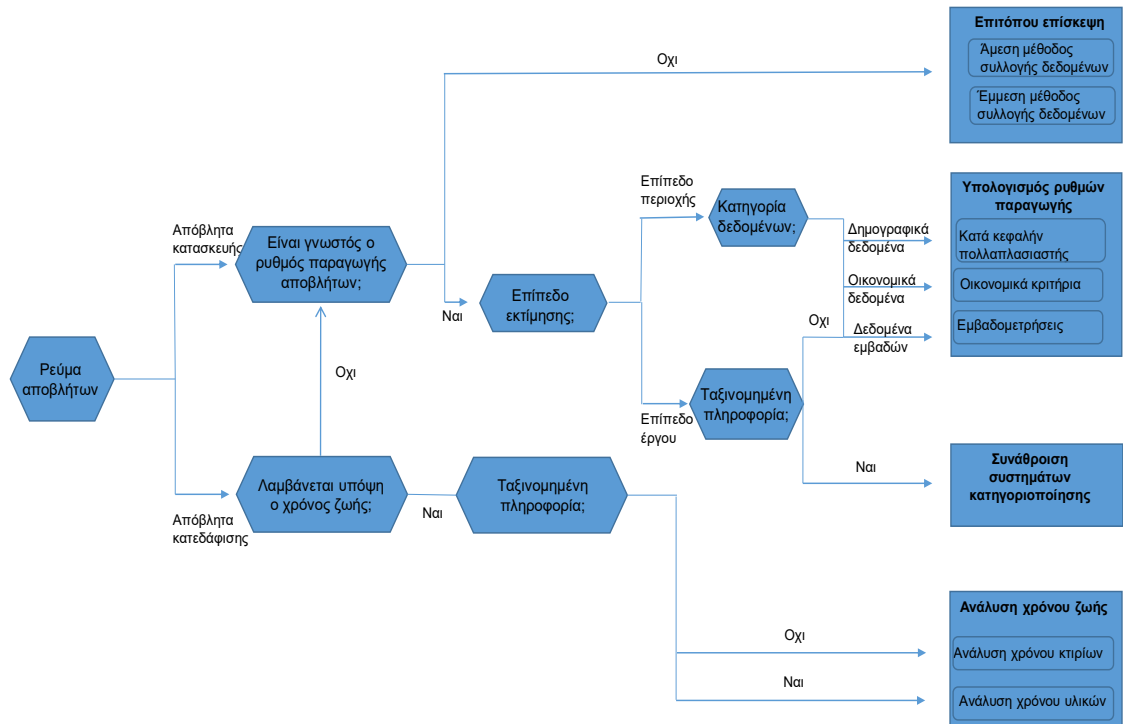 Επιτόπου επίσκεψη
Άμεση μέθοδος
συλλογής δεδομένων
Έμμεση μέθοδος
συλλογής δεδομένων
Οχι
Επίπεδο
περιοχής
Κατηγορία
δεδομένων;
Υπολογισμός ρυθμών
παραγωγής
Κατά κεφαλήν
πολλαπλασιαστής
Οικονομικά κριτήρια
Εμβαδομετρήσεις
Δημογραφικά
δεδομένα
Οικονομικά
δεδομένα
Δεδομένα
εμβαδών
Οχι
Απόβλητα
κατασκευής
Είναι γνωστός ο
ρυθμός παραγωγής
αποβλήτων;
Ναι
Επίπεδο
εκτίμησης;
Ρεύμα
αποβλήτων
Οχι
Επίπεδο
έργου
Ταξινομημένη
πληροφορία;
Ναι
Συνάθροιση
συστημάτων
κατηγοριοποίησης
Απόβλητα
κατεδάφισης
Λαμβάνεται υπόψη
ο χρόνος ζωής;
Ναι
Ταξινομημένη
πληροφορία;
Οχι
Ναι
Ανάλυση χρόνου ζωής
Ανάλυση χρόνου κτιρίων
Ανάλυση χρόνου υλικών